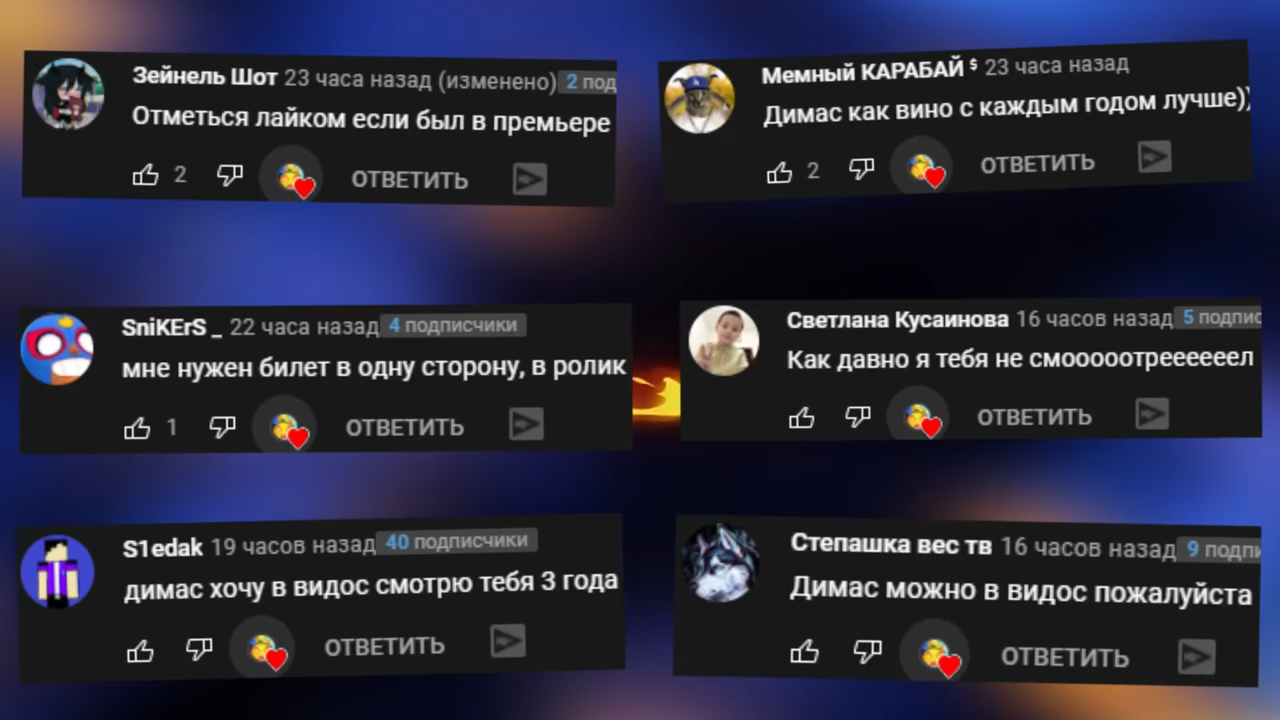 Зейнель Шот 23 часа назад (изменено) 2 под
Отметься лайком если был в премьере
2 ОТВЕТИТЬ
Мемный КАРАБАЙ $ 23 часа назад
Димас как вино с каждым годом лучше))
2 ОТВЕТИТЬ
SniKErS _ 22 часа назад 4 подписчики
мне нужен билет в одну сторону, в ролик
1 ОТВЕТИТЬ
Светлана Кусаинова 16 часов назад 5 подпис
Как давно я тебя не смооооотреееееел
ОТВЕТИТЬ
S1edak 19 часов назад 40 подписчики
димас хочу в видос смотрю тебя 3 года
ОТВЕТИТЬ
Степашка вес тв 16 часов назад 9 подпи
Димас можно в видос пожалуйста
ОТВЕТИТЬ